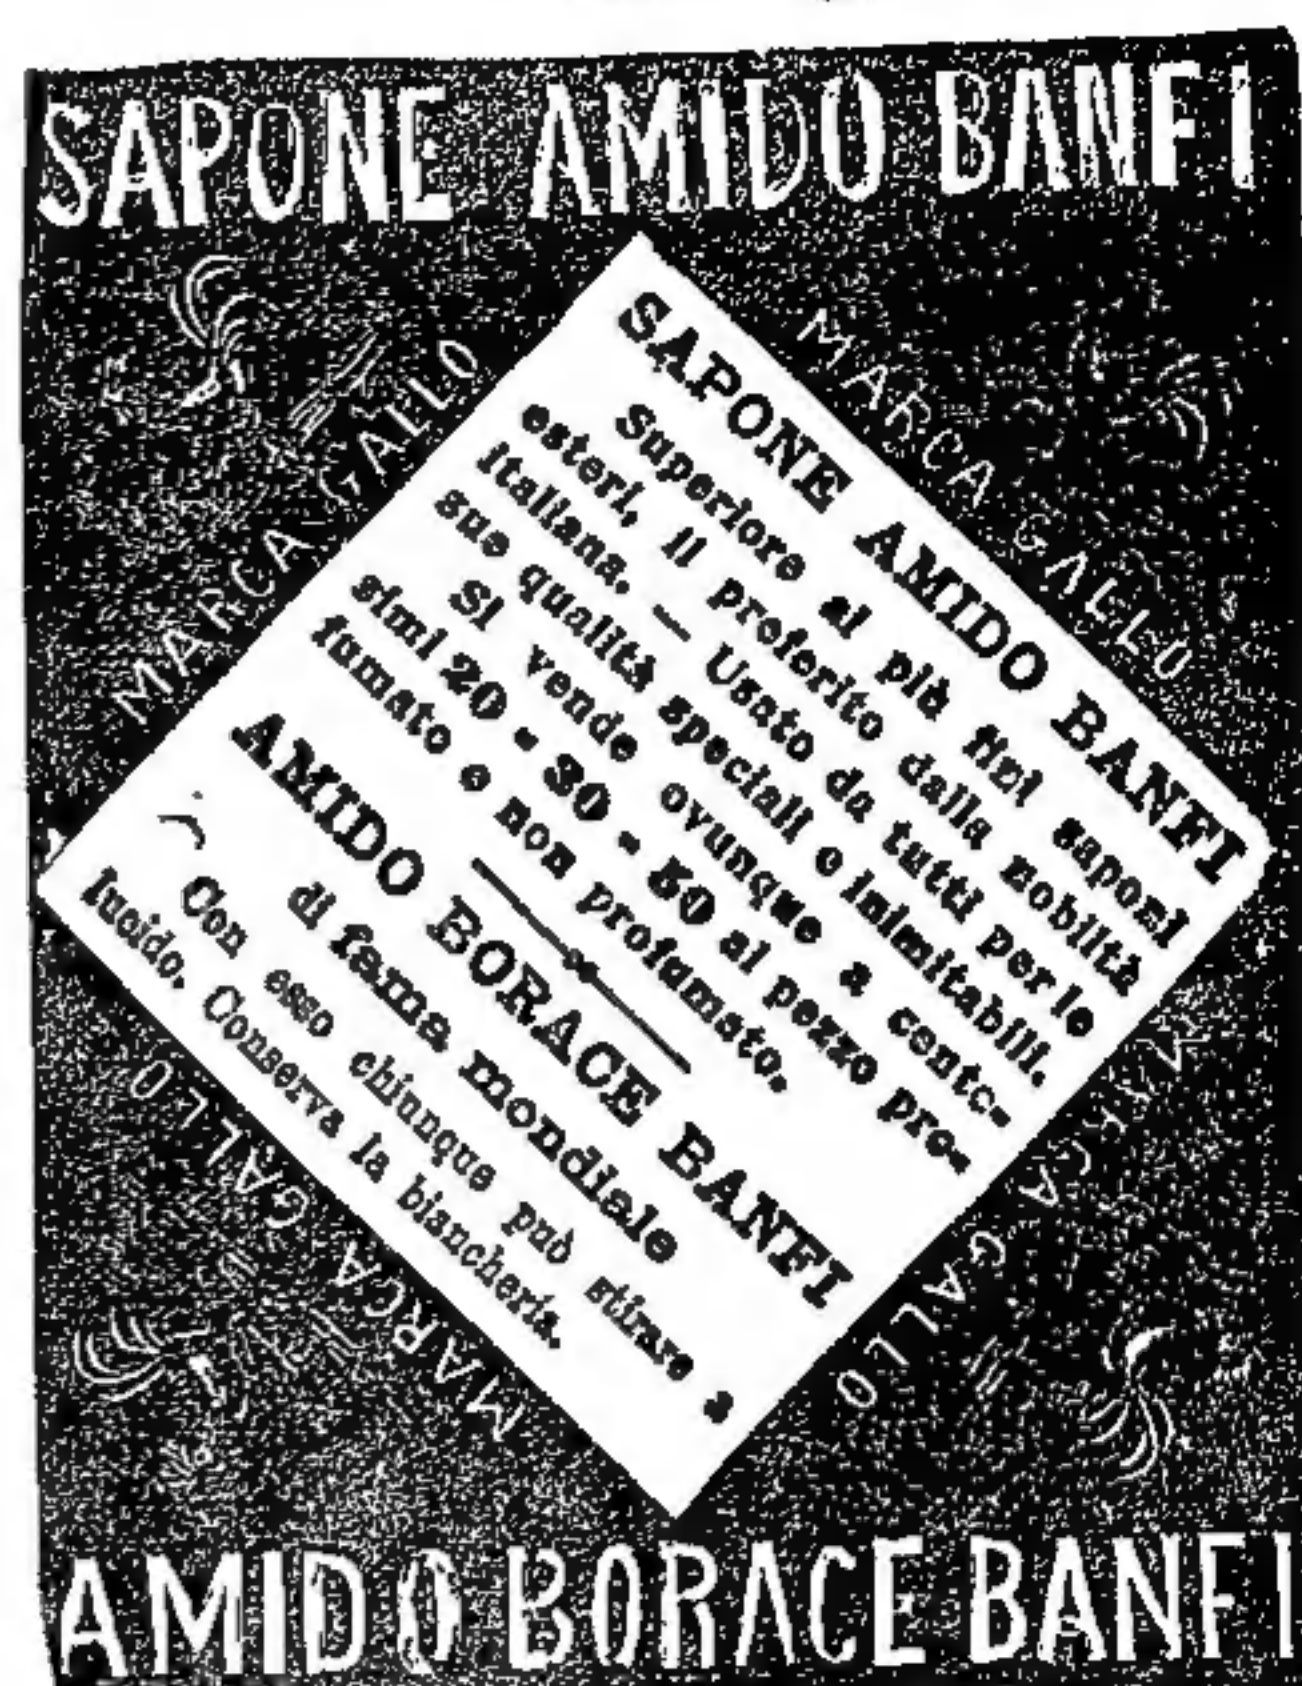 SAPONE AMIDO BANFI
MARCA GALLO
MARCA GALLO
SAPONE AMIDO BANFI
Superiore ai più fini saponi
esteri, il preferito dalla nobiltà
italiana. — Usato da tutti per le
sue qualità speciali e inimitabili.
Si vende ovunque a cente-
simi 20 - 30 - 50 al pezzo pro-
fumato e non profumato.
AMIDO BORACE BANFI
di fama mondiale
Con esso chiunque può stirare a
lucido. Conserva la biancheria.
MARCA GALLO
MARCA GALLO
AMIDO BORACE BANFI